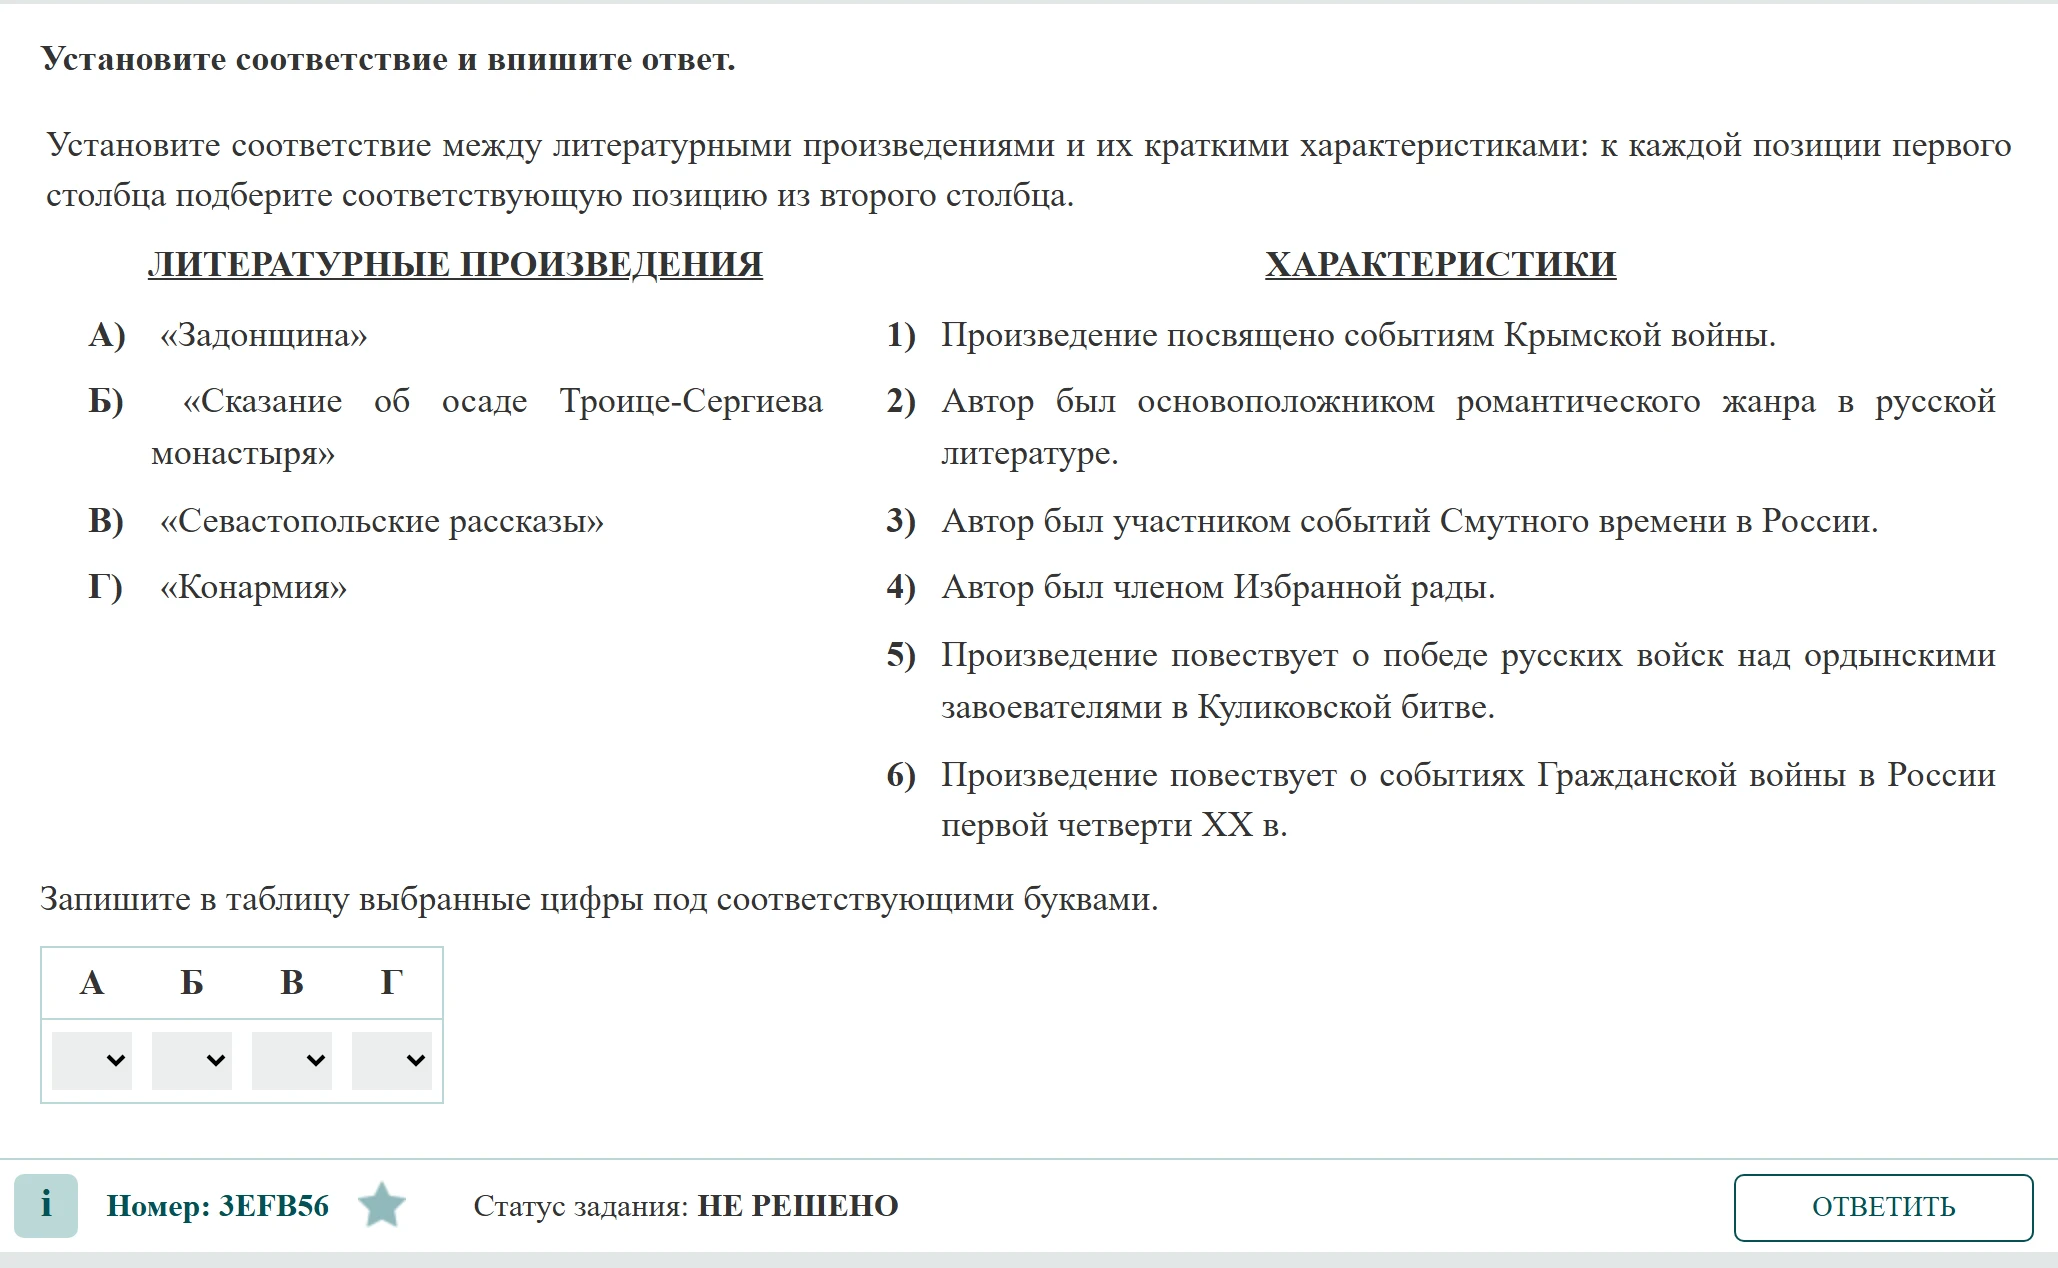 Установите соответствие и впишите ответ.
Установите соответствие между литературными произведениями и их краткими характеристиками: к каждой позиции первого
столбца подберите соответствующую позицию из второго столбца.
ЛИТЕРАТУРНЫЕ ПРОИЗВЕДЕНИЯ
А) «Задонщина»
Б) «Сказание об осаде Троице-Сергиева
монастыря»
В) «Севастопольские рассказы»
Г) «Конармия»
ХАРАКТЕРИСТИКИ
1) Произведение посвящено событиям Крымской войны.
2) Автор был основоположником романтического жанра в русской
литературе.
3) Автор был участником событий Смутного времени в России.
4) Автор был членом Избранной рады.
5) Произведение повествует о победе русских войск над ордынскими
завоевателями в Куликовской битве.
6) Произведение повествует о событиях Гражданской войны в России
первой четверти XX в.
Запишите в таблицу выбранные цифры под соответствующими буквами.
А Б В Г
i Номер: 3EFB56 Статус задания: НЕ РЕШЕНО ОТВЕТИТЬ